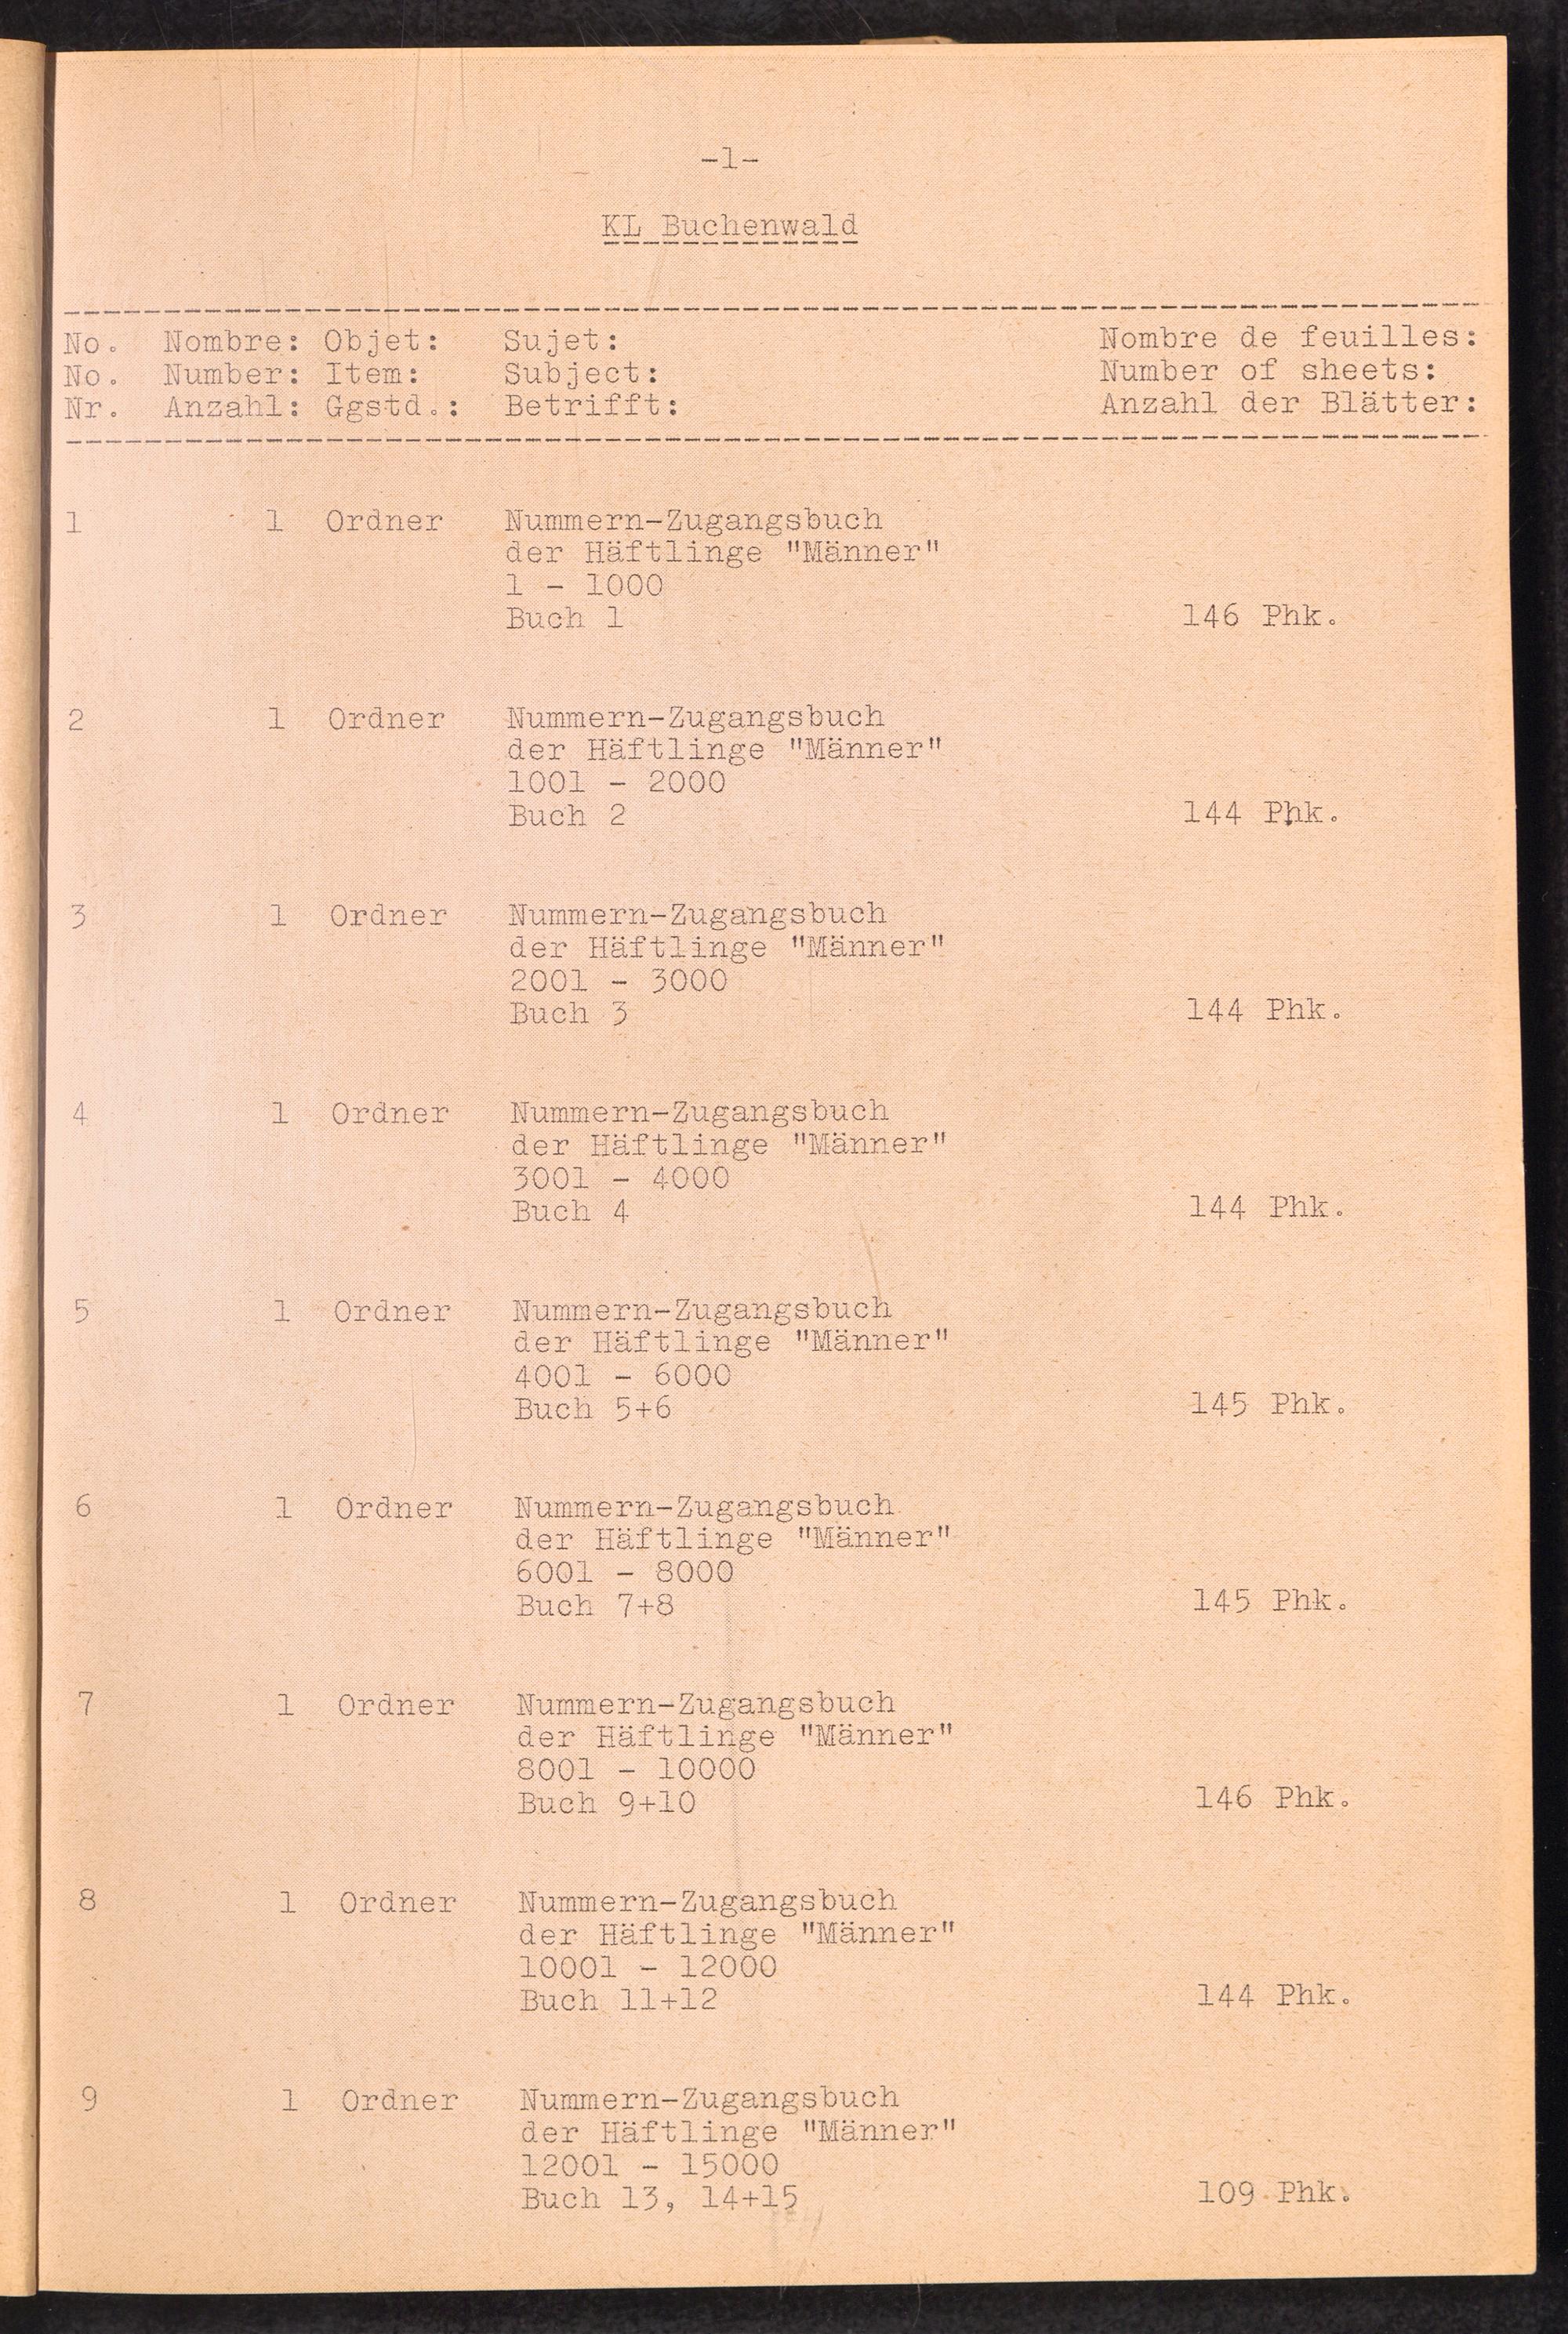 -1-
KL Buchenwald
No. Nombre: Objet: Sujet: Nombre de feuilles:
No. Number: Item: Subject: Number of sheets:
Nr. Anzahl: Ggstd.: Betrifft: Anzahl der Blätter:
1 1 Ordner Nummern-Zugangsbuch
der Häftlinge "Männer"
1 - 1000
Buch 1 146 Phk.
2 1 Ordner Nummern-Zugangsbuch
der Häftlinge "Männer"
1001 - 2000
Buch 2 144 Phk.
3 1 Ordner Nummern-Zugangsbuch
der Häftlinge "Männer"
2001 - 3000
Buch 3 144 Phk.
4 1 Ordner Nummern-Zugangsbuch
der Häftlinge "Männer"
3001 - 4000
Buch 4 144 Phk.
5 1 Ordner Nummern-Zugangsbuch
der Häftlinge "Männer"
4001 - 6000
Buch 5+6 145 Phk.
6 1 Ordner Nummern-Zugangsbuch
der Häftlinge "Männer"
6001 - 8000
Buch 7+8 145 Phk.
7 1 Ordner Nummern-Zugangsbuch
der Häftlinge "Männer"
8001 - 10000
Buch 9+10 146 Phk.
8 1 Ordner Nummern-Zugangsbuch
der Häftlinge "Männer"
10001 - 12000
Buch 11+12 144 Phk.
9 1 Ordner Nummern-Zugangsbuch
der Häftlinge "Männer"
12001 - 15000
Buch 13, 14+15 109 Phk.